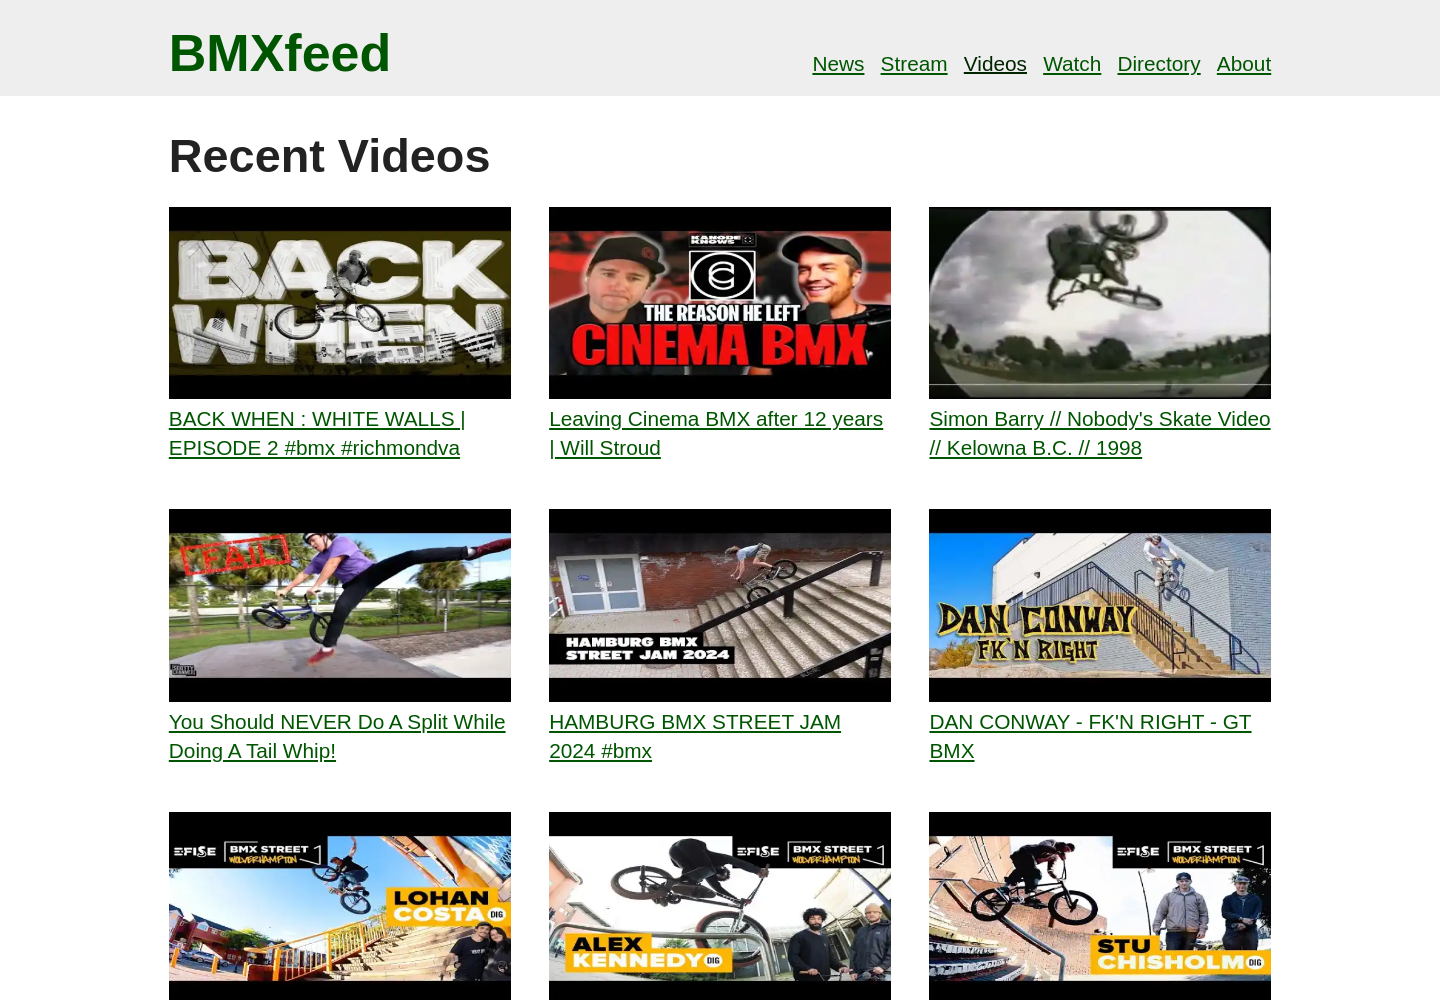 BMXfeed
News Stream Videos Watch Directory About
Recent Videos
BACK
WHEN
KANODE
KNOWS
THE REASON HE LEFT
CINEMA BMX
BACK WHEN : WHITE WALLS |
EPISODE 2 #bmx #richmondva
Leaving Cinema BMX after 12 years
| Will Stroud
Simon Barry // Nobody's Skate Video
// Kelowna B.C. // 1998
FAIL
HAMBURG BMX
STREET JAM 2024
DAN CONWAY
FK'N RIGHT
You Should NEVER Do A Split While
Doing A Tail Whip!
HAMBURG BMX STREET JAM
2024 #bmx
DAN CONWAY - FK'N RIGHT - GT
BMX
FISE BMX STREET
WOLVERHAMPTON
LOHAN
COSTA DIG
FISE BMX STREET
WOLVERHAMPTON
ALEX
KENNEDY DIG
FISE BMX STREET
WOLVERHAMPTON
STU
CHISHOLM DIG